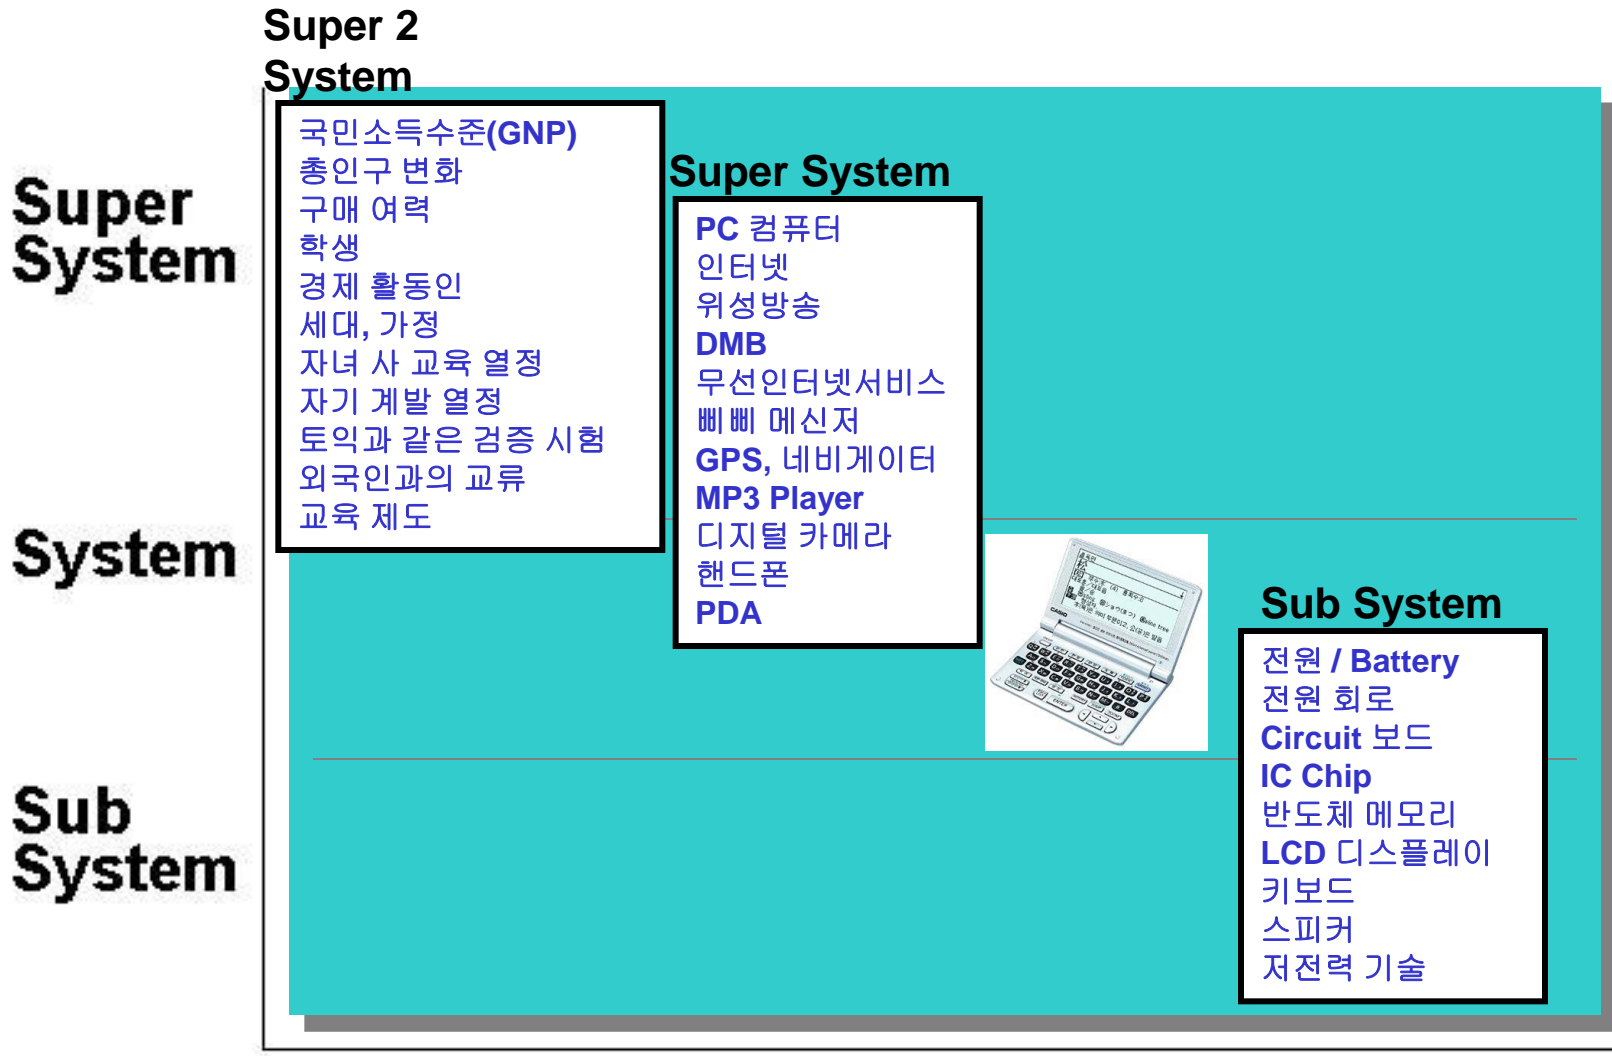 Super 2
System
국민소득수준(GNP)
총인구 변화
구매 여력
학생
경제 활동인
세대, 가정
자녀 사 교육 열정
자기 계발 열정
토익과 같은 검증 시험
외국인과의 교류
교육 제도
Super
System
System
Sub
System
Super System
PC 컴퓨터
인터넷
위성방송
DMB
무선인터넷서비스
삐삐 메신저
GPS, 네비게이터
MP3 Player
디지털 카메라
핸드폰
PDA
CASIO
ENTER
Sub System
전원 / Battery
전원 회로
Circuit 보드
IC Chip
반도체 메모리
LCD 디스플레이
키보드
스피커
저전력 기술